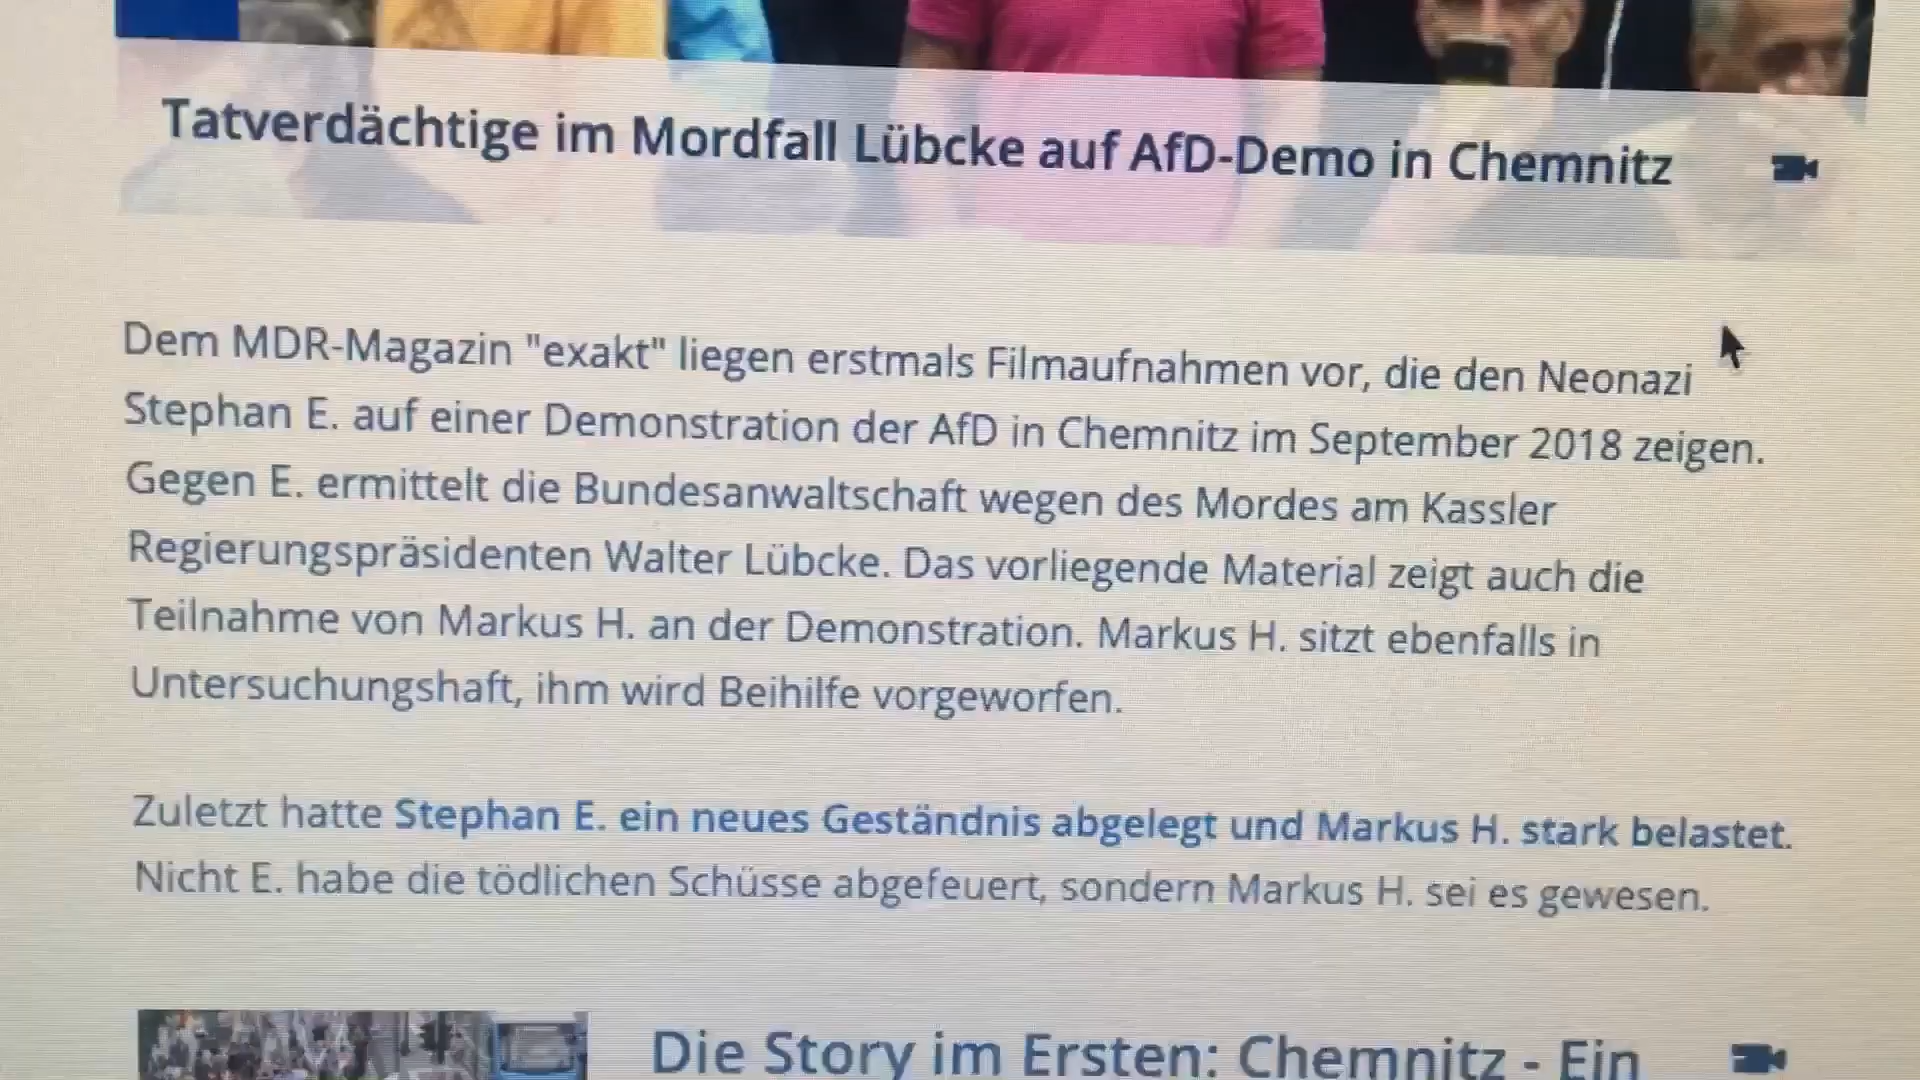 Tatverdächtige im Mordfall Lübcke auf AfD-Demo in Chemnitz
Dem MDR-Magazin "exakt" liegen erstmals Filmaufnahmen vor, die den Neonazi
Stephan E. auf einer Demonstration der AfD in Chemnitz im September 2018 zeigen.
Gegen E. ermittelt die Bundesanwaltschaft wegen des Mordes am Kassler
Regierungspräsidenten Walter Lübcke. Das vorliegende Material zeigt auch die
Teilnahme von Markus H. an der Demonstration. Markus H. sitzt ebenfalls in
Untersuchungshaft, ihm wird Beihilfe vorgeworfen.
Zuletzt hatte Stephan E. ein neues Geständnis abgelegt und Markus H. stark belastet.
Nicht E. habe die tödlichen Schüsse abgefeuert, sondern Markus H. sei es gewesen.
Die Story im Ersten: Chemnitz - Ein